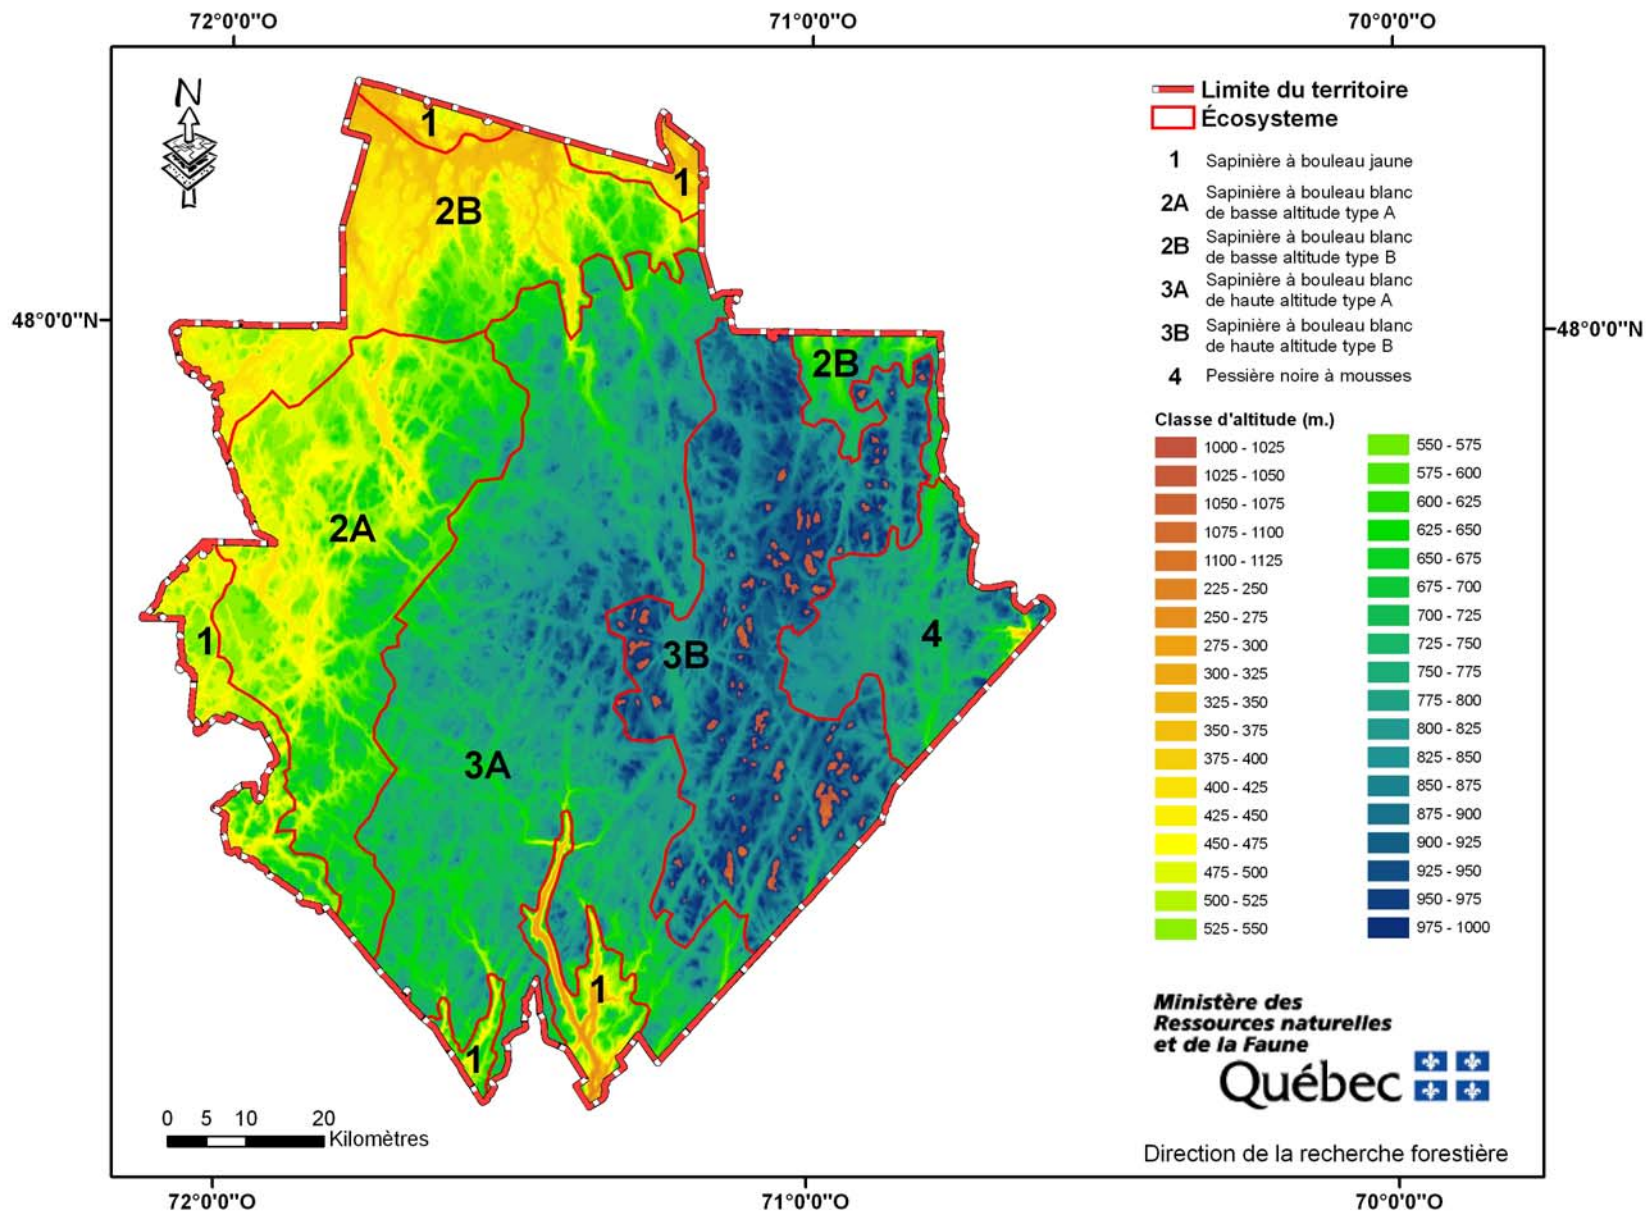 72°0'0"O
71°0'0"O
70°0'0"O
48°0'0"N
48°0'0"N
N
1
1
2B
2B
2A
1
3B
4
3A
1
1
Limite du territoire
Écosysteme
1 Sapinière à bouleau jaune
2A Sapinière à bouleau blanc
de basse altitude type A
2B Sapinière à bouleau blanc
de basse altitude type B
3A Sapinière à bouleau blanc
de haute altitude type A
3B Sapinière à bouleau blanc
de haute altitude type B
4 Pessière noire à mousses
Classe d'altitude (m.)
1000 - 1025
1025 - 1050
1050 - 1075
1075 - 1100
1100 - 1125
225 - 250
250 - 275
275 - 300
300 - 325
325 - 350
350 - 375
375 - 400
400 - 425
425 - 450
450 - 475
475 - 500
500 - 525
525 - 550
550 - 575
575 - 600
600 - 625
625 - 650
650 - 675
675 - 700
700 - 725
725 - 750
750 - 775
775 - 800
800 - 825
825 - 850
850 - 875
875 - 900
900 - 925
925 - 950
950 - 975
975 - 1000
Ministère des
Ressources naturelles
et de la Faune
Québec
Direction de la recherche forestière
0 5 10 20
Kilomètres
72°0'0"O
71°0'0"O
70°0'0"O